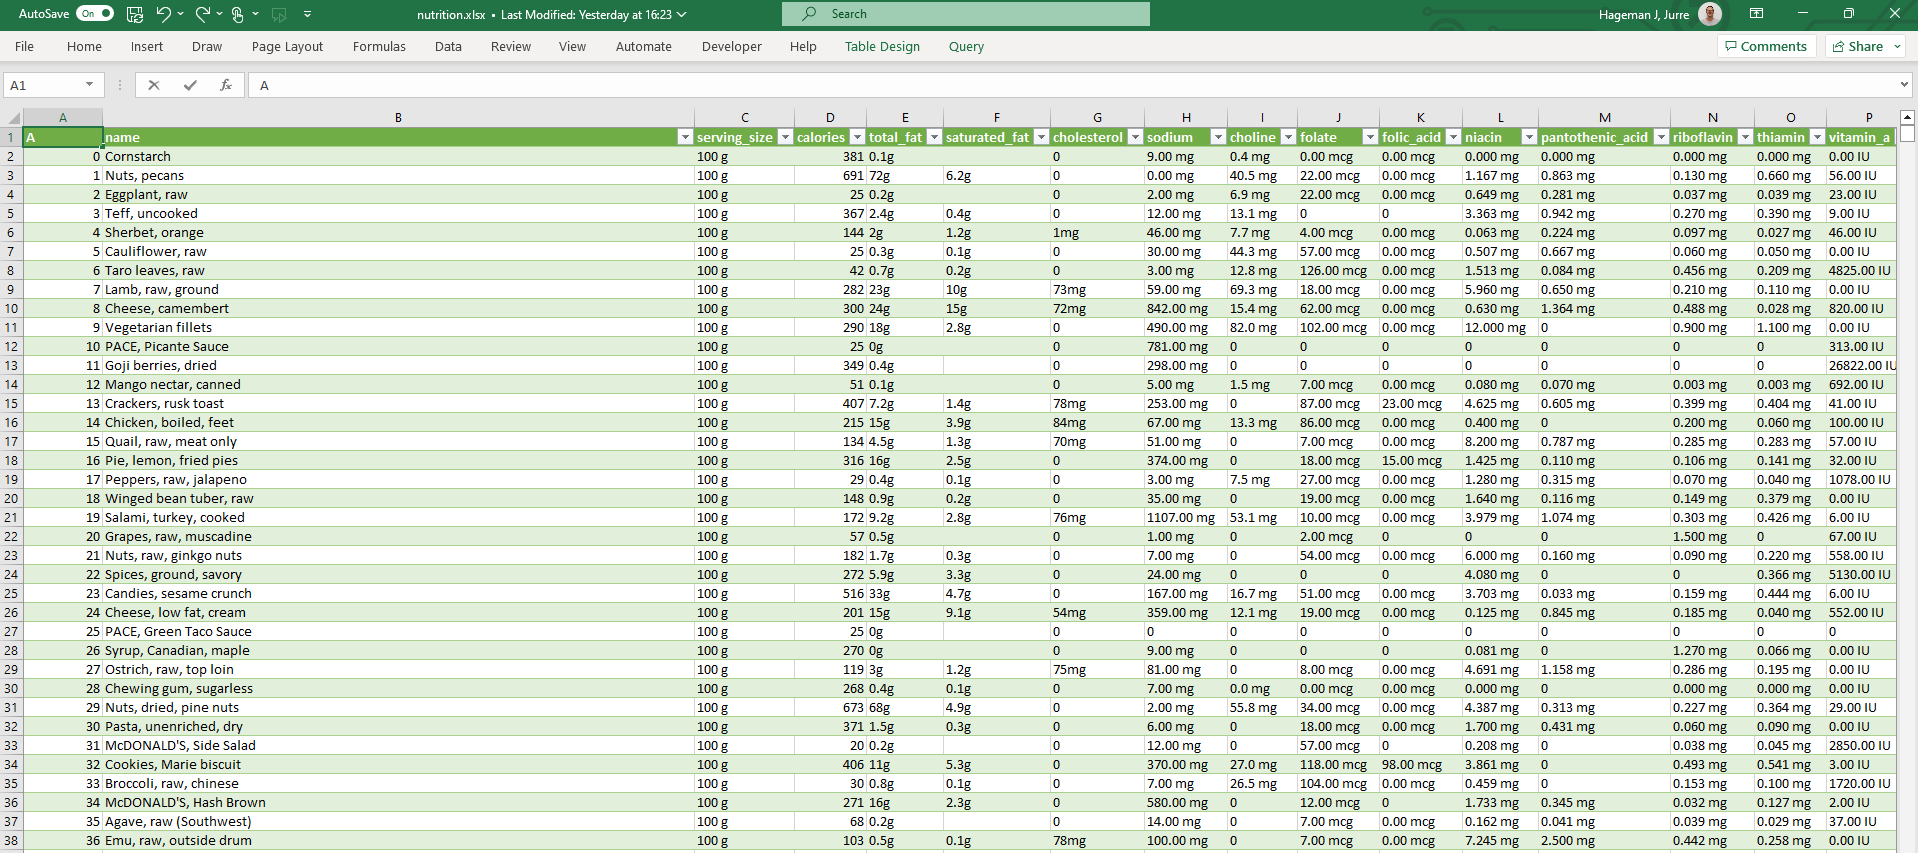 AutoSave On nutrition.xlsx • Last Modified: Yesterday at 16:23 Search Hageman J, Jurre
File Home Insert Draw Page Layout Formulas Data Review View Automate Developer Help Table Design Query Comments Share
A1 fx A
A B C D E F G H I J K L M N O P
1 A name serving_size calories total_fat saturated_fat cholesterol sodium choline folate folic_acid niacin pantothenic_acid riboflavin thiamin vitamin_a
2 0 Cornstarch 100 g 381 0.1g 0 9.00 mg 0.4 mg 0.00 mcg 0.00 mcg 0.000 mg 0.000 mg 0.000 mg 0.000 mg 0.00 IU
3 1 Nuts, pecans 100 g 691 72g 6.2g 0 0.00 mg 40.5 mg 22.00 mcg 0.00 mcg 1.167 mg 0.863 mg 0.130 mg 0.660 mg 56.00 IU
4 2 Eggplant, raw 100 g 25 0.2g 0 2.00 mg 6.9 mg 22.00 mcg 0.00 mcg 0.649 mg 0.281 mg 0.037 mg 0.039 mg 23.00 IU
5 3 Teff, uncooked 100 g 367 2.4g 0.4g 0 12.00 mg 13.1 mg 0 0 3.363 mg 0.942 mg 0.270 mg 0.390 mg 9.00 IU
6 4 Sherbet, orange 100 g 144 2g 1.2g 1mg 46.00 mg 7.7 mg 4.00 mcg 0.00 mcg 0.063 mg 0.224 mg 0.097 mg 0.027 mg 46.00 IU
7 5 Cauliflower, raw 100 g 25 0.3g 0.1g 0 30.00 mg 44.3 mg 57.00 mcg 0.00 mcg 0.507 mg 0.667 mg 0.060 mg 0.050 mg 0.00 IU
8 6 Taro leaves, raw 100 g 42 0.7g 0.2g 0 3.00 mg 12.8 mg 126.00 mcg 0.00 mcg 1.513 mg 0.084 mg 0.456 mg 0.209 mg 4825.00 IU
9 7 Lamb, raw, ground 100 g 282 23g 10g 73mg 59.00 mg 69.3 mg 18.00 mcg 0.00 mcg 5.960 mg 0.650 mg 0.210 mg 0.110 mg 0.00 IU
10 8 Cheese, camembert 100 g 300 24g 15g 72mg 842.00 mg 15.4 mg 62.00 mcg 0.00 mcg 0.630 mg 1.364 mg 0.488 mg 0.028 mg 820.00 IU
11 9 Vegetarian fillets 100 g 290 18g 2.8g 0 490.00 mg 82.0 mg 102.00 mcg 0.00 mcg 12.000 mg 0 0.900 mg 1.100 mg 0.00 IU
12 10 PACE, Picante Sauce 100 g 25 0g 0 781.00 mg 0 0 0 0 0 0 0 313.00 IU
13 11 Goji berries, dried 100 g 349 0.4g 0 298.00 mg 0 0 0 0 0 0 0 26822.00 IU
14 12 Mango nectar, canned 100 g 51 0.1g 0 5.00 mg 1.5 mg 7.00 mcg 0.00 mcg 0.080 mg 0.070 mg 0.003 mg 0.003 mg 692.00 IU
15 13 Crackers, rusk toast 100 g 407 7.2g 1.4g 78mg 253.00 mg 0 87.00 mcg 23.00 mcg 4.625 mg 0.605 mg 0.399 mg 0.404 mg 41.00 IU
16 14 Chicken, boiled, feet 100 g 215 15g 3.9g 84mg 67.00 mg 13.3 mg 86.00 mcg 0.00 mcg 0.400 mg 0 0.200 mg 0.060 mg 100.00 IU
17 15 Quail, raw, meat only 100 g 134 4.5g 1.3g 70mg 51.00 mg 0 7.00 mcg 0.00 mcg 8.200 mg 0.787 mg 0.285 mg 0.283 mg 57.00 IU
18 16 Pie, lemon, fried pies 100 g 316 16g 2.5g 0 374.00 mg 0 18.00 mcg 15.00 mcg 1.425 mg 0.110 mg 0.106 mg 0.141 mg 32.00 IU
19 17 Peppers, raw, jalapeno 100 g 29 0.4g 0.1g 0 3.00 mg 7.5 mg 27.00 mcg 0.00 mcg 1.280 mg 0.315 mg 0.070 mg 0.040 mg 1078.00 IU
20 18 Winged bean tuber, raw 100 g 148 0.9g 0.2g 0 35.00 mg 0 19.00 mcg 0.00 mcg 1.640 mg 0.116 mg 0.149 mg 0.379 mg 0.00 IU
21 19 Salami, turkey, cooked 100 g 172 9.2g 2.8g 76mg 1107.00 mg 53.1 mg 10.00 mcg 0.00 mcg 3.979 mg 1.074 mg 0.303 mg 0.426 mg 6.00 IU
22 20 Grapes, raw, muscadine 100 g 57 0.5g 0 1.00 mg 0 2.00 mcg 0 0 0 1.500 mg 0 67.00 IU
23 21 Nuts, raw, ginkgo nuts 100 g 182 1.7g 0.3g 0 7.00 mg 0 54.00 mcg 0.00 mcg 6.000 mg 0.160 mg 0.090 mg 0.220 mg 558.00 IU
24 22 Spices, ground, savory 100 g 272 5.9g 3.3g 0 24.00 mg 0 0 0 4.080 mg 0 0 0.366 mg 5130.00 IU
25 23 Candies, sesame crunch 100 g 516 33g 4.7g 0 167.00 mg 16.7 mg 51.00 mcg 0.00 mcg 3.703 mg 0.033 mg 0.159 mg 0.444 mg 6.00 IU
26 24 Cheese, low fat, cream 100 g 201 15g 9.1g 54mg 359.00 mg 12.1 mg 19.00 mcg 0.00 mcg 0.125 mg 0.845 mg 0.185 mg 0.040 mg 552.00 IU
27 25 PACE, Green Taco Sauce 100 g 25 0g 0 0 0 0 0 0 0 0 0 0
28 26 Syrup, Canadian, maple 100 g 270 0g 0 9.00 mg 0 0 0 0.081 mg 0 1.270 mg 0.066 mg 0.00 IU
29 27 Ostrich, raw, top loin 100 g 119 3g 1.2g 75mg 81.00 mg 0 8.00 mcg 0.00 mcg 4.691 mg 1.158 mg 0.286 mg 0.195 mg 0.00 IU
30 28 Chewing gum, sugarless 100 g 268 0.4g 0.1g 0 7.00 mg 0.0 mg 0.00 mcg 0.00 mcg 0.000 mg 0 0.000 mg 0.000 mg 0.00 IU
31 29 Nuts, dried, pine nuts 100 g 673 68g 4.9g 0 2.00 mg 55.8 mg 34.00 mcg 0.00 mcg 4.387 mg 0.313 mg 0.227 mg 0.364 mg 29.00 IU
32 30 Pasta, unenriched, dry 100 g 371 1.5g 0.3g 0 6.00 mg 0 18.00 mcg 0.00 mcg 1.700 mg 0.431 mg 0.060 mg 0.090 mg 0.00 IU
33 31 McDONALD'S, Side Salad 100 g 20 0.2g 0 12.00 mg 0 57.00 mcg 0 0.208 mg 0 0.038 mg 0.045 mg 2850.00 IU
34 32 Cookies, Marie biscuit 100 g 406 11g 5.3g 0 370.00 mg 27.0 mg 118.00 mcg 98.00 mcg 3.861 mg 0 0.493 mg 0.541 mg 3.00 IU
35 33 Broccoli, raw, chinese 100 g 30 0.8g 0.1g 0 7.00 mg 26.5 mg 104.00 mcg 0.00 mcg 0.459 mg 0 0.153 mg 0.100 mg 1720.00 IU
36 34 McDONALD'S, Hash Brown 100 g 271 16g 2.3g 0 580.00 mg 0 12.00 mcg 0 1.733 mg 0.345 mg 0.032 mg 0.127 mg 2.00 IU
37 35 Agave, raw (Southwest) 100 g 68 0.2g 0 14.00 mg 0 7.00 mcg 0.00 mcg 0.162 mg 0.041 mg 0.039 mg 0.029 mg 37.00 IU
38 36 Emu, raw, outside drum 100 g 103 0.5g 0.1g 78mg 100.00 mg 0 7.00 mcg 0.00 mcg 7.245 mg 2.500 mg 0.442 mg 0.258 mg 0.00 IU